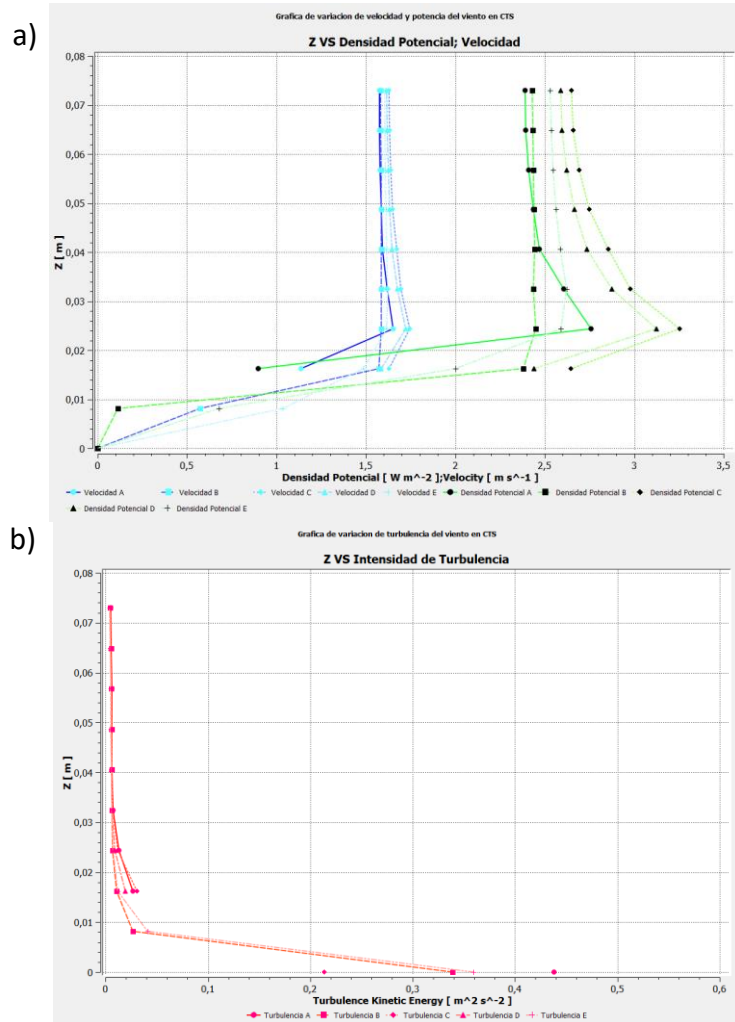 a)
Grafica de variacion de velocidad y potencia del viento en CTS
Z VS Densidad Potencial; Velocidad
0,08
0,07
0,06
0,05
0,04
0,03
0,02
0,01
0
Z [ m ]
0 0,5 1 1,5 2 2,5 3 3,5
Densidad Potencial [ W m^-2 ];Velocity [ m s^-1 ]
Velocidad A Velocidad B Velocidad C Velocidad D Velocidad E Densidad Potencial A Densidad Potencial B Densidad Potencial C
Densidad Potencial D Densidad Potencial E
b)
Grafica de variacion de turbulencia del viento en CTS
Z VS Intensidad de Turbulencia
0,08
0,07
0,06
0,05
0,04
0,03
0,02
0,01
0
Z [ m ]
0 0,1 0,2 0,3 0,4 0,5 0,6
Turbulence Kinetic Energy [ m^2 s^-2 ]
Turbulencia A Turbulencia B Turbulencia C Turbulencia D Turbulencia E